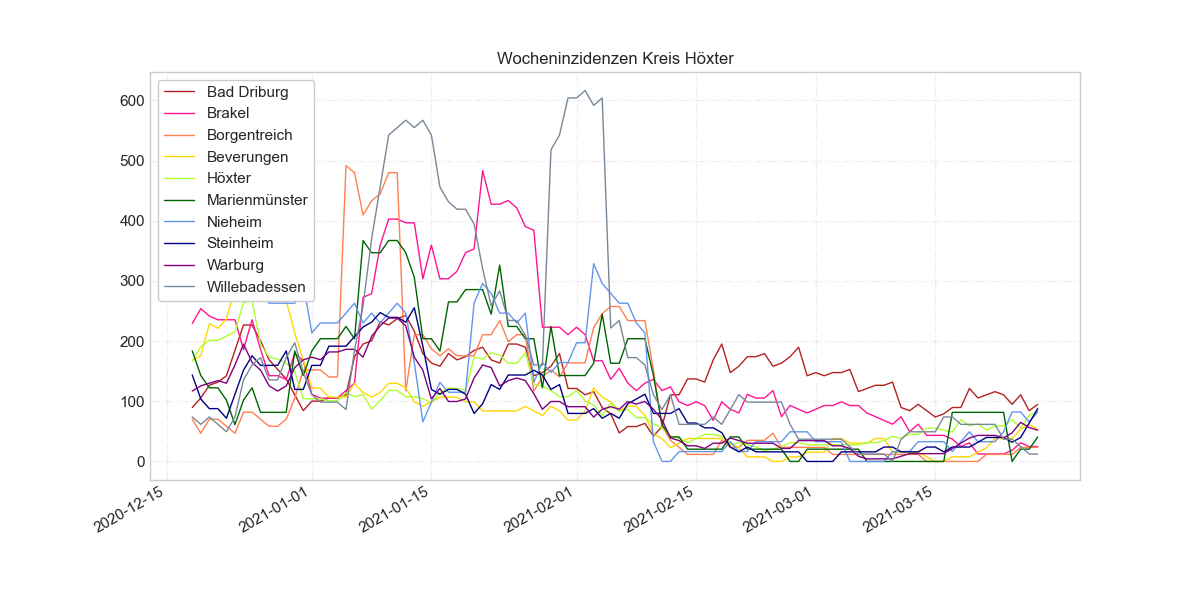 Wocheninzidenzen Kreis Höxter
Bad Driburg
Brakel
Borgentreich
Beverungen
Höxter
Marienmünster
Nieheim
Steinheim
Warburg
Willebadessen
600
500
400
300
200
100
0
2020-12-15
2021-01-01
2021-01-15
2021-02-01
2021-02-15
2021-03-01
2021-03-15